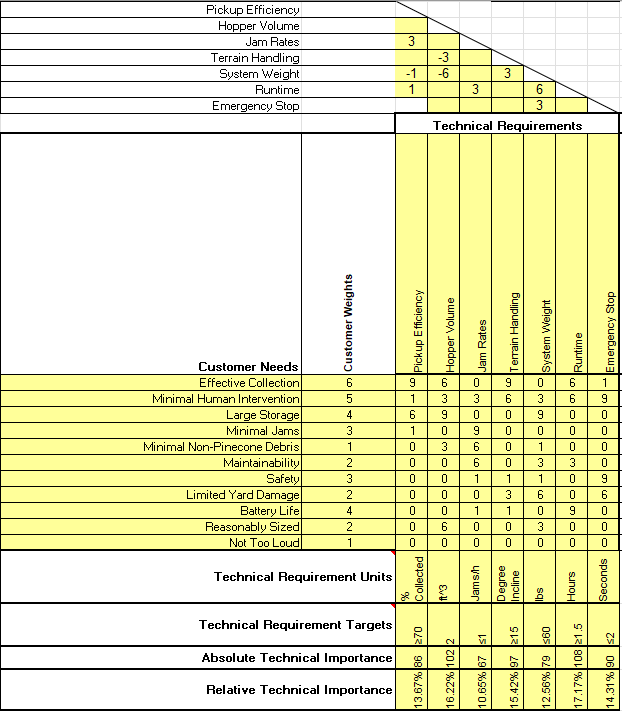 Pickup Efficiency
Hopper Volume
Jam Rates 3
Terrain Handling -3
System Weight -1 -6 3
Runtime 1 3 6
Emergency Stop 3
Technical Requirements
Customer Needs Customer Weights Pickup Efficiency Hopper Volume Jam Rates Terrain Handling System Weight Runtime Emergency Stop
Effective Collection 6 9 6 0 9 0 6 1
Minimal Human Intervention 5 1 3 3 6 3 6 9
Large Storage 4 6 9 0 0 9 0 0
Minimal Jams 3 1 0 9 0 0 0 0
Minimal Non-Pinecone Debris 1 0 3 6 0 1 0 0
Maintainability 2 0 0 6 0 3 3 0
Safety 3 0 0 1 1 1 0 9
Limited Yard Damage 2 0 0 0 3 6 0 6
Battery Life 4 0 0 1 1 0 9 0
Reasonably Sized 2 0 6 0 0 3 0 0
Not Too Loud 1 0 0 0 0 0 0 0
Technical Requirement Units % Collected ft^3 Jams/h Degree Incline lbs Hours Seconds
Technical Requirement Targets ≥70 2 ≤1 ≥15 ≤60 ≥1.5 ≤2
Absolute Technical Importance 86 102 67 97 79 108 90
Relative Technical Importance 13.67% 16.22% 10.65% 15.42% 12.56% 17.17% 14.31%